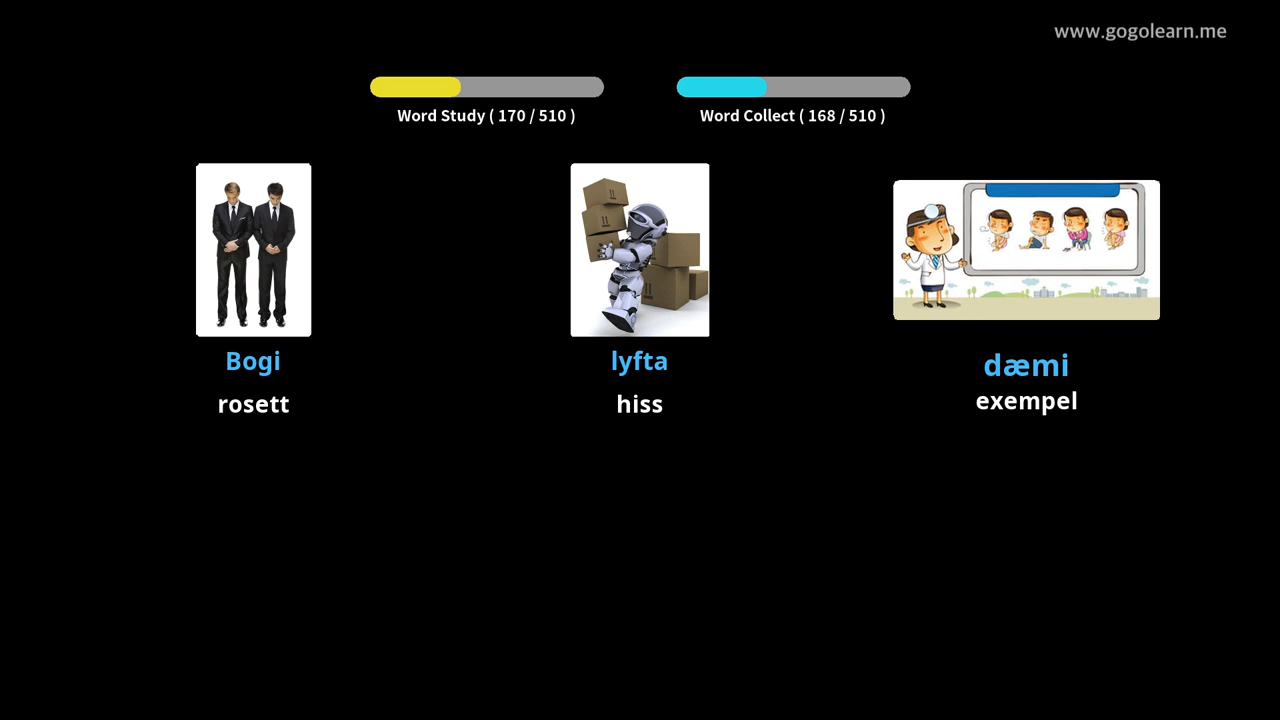 www.gogolearn.me
Word Study ( 170 / 510 )
Word Collect ( 168 / 510 )
Bogi
rosett
lyfta
hiss
dæmi
exempel